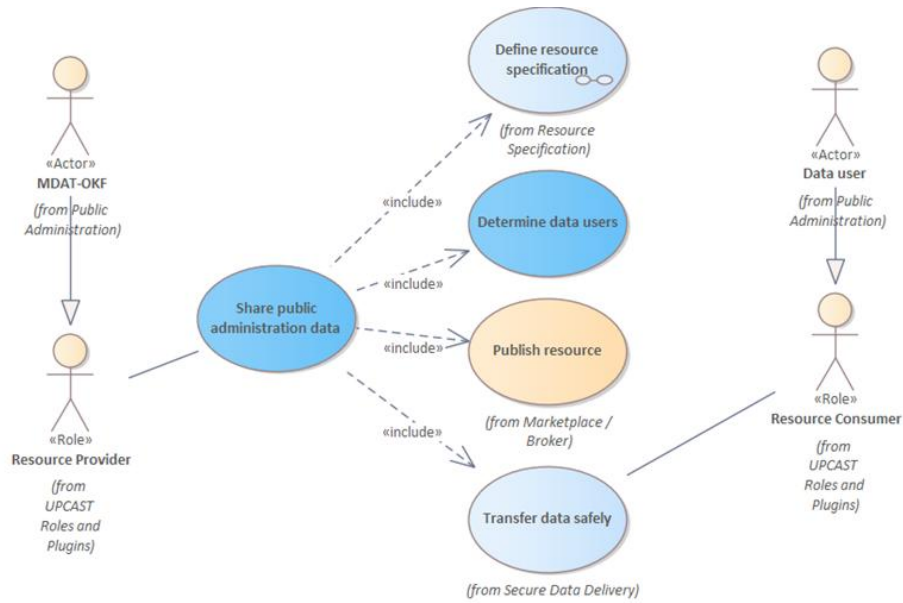 Define resource
specification
(from Resource
Specification)
«Actor»
MDAT-OKF
(from Public
Administration)
«Actor»
Data user
(from Public
Administration)
«include»
Determine data users
«include»
Share public
administration data
«include»
Publish resource
(from Marketplace /
Broker)
«include»
«Role»
Resource Provider
(from
UPCAST
Roles and
Plugins)
«Role»
Resource Consumer
(from
UPCAST
Roles and
Plugins)
Transfer data safely
(from Secure Data Delivery)